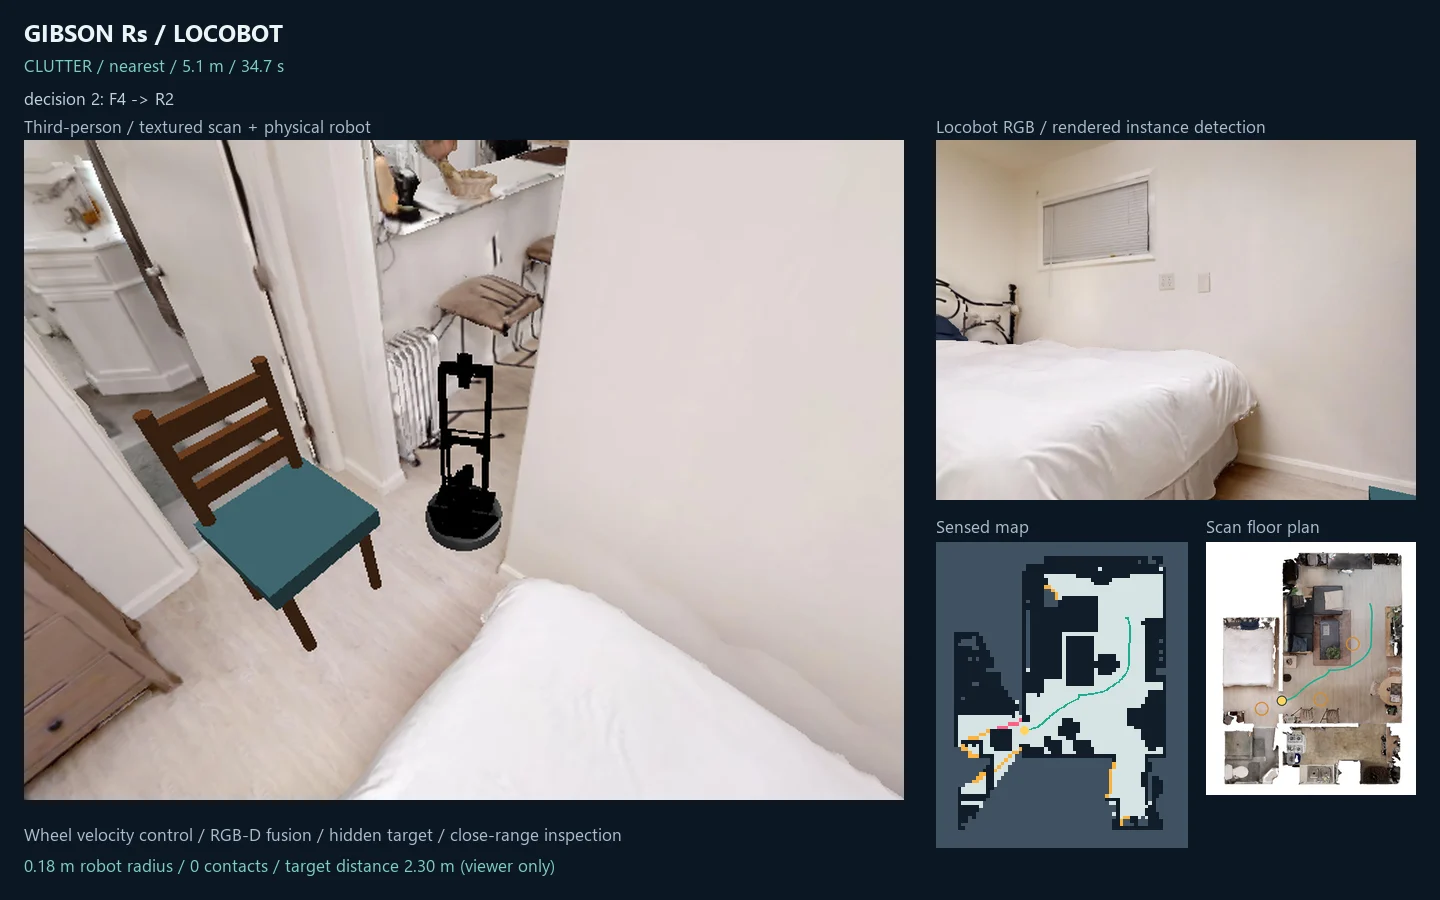 GIBSON Rs / LOCOBOT
CLUTTER / nearest / 5.1 m / 34.7 s
decision 2: F4 -> R2
Third-person / textured scan + physical robot
Locobot RGB / rendered instance detection
Sensed map
Scan floor plan
Wheel velocity control / RGB-D fusion / hidden target / close-range inspection
0.18 m robot radius / 0 contacts / target distance 2.30 m (viewer only)